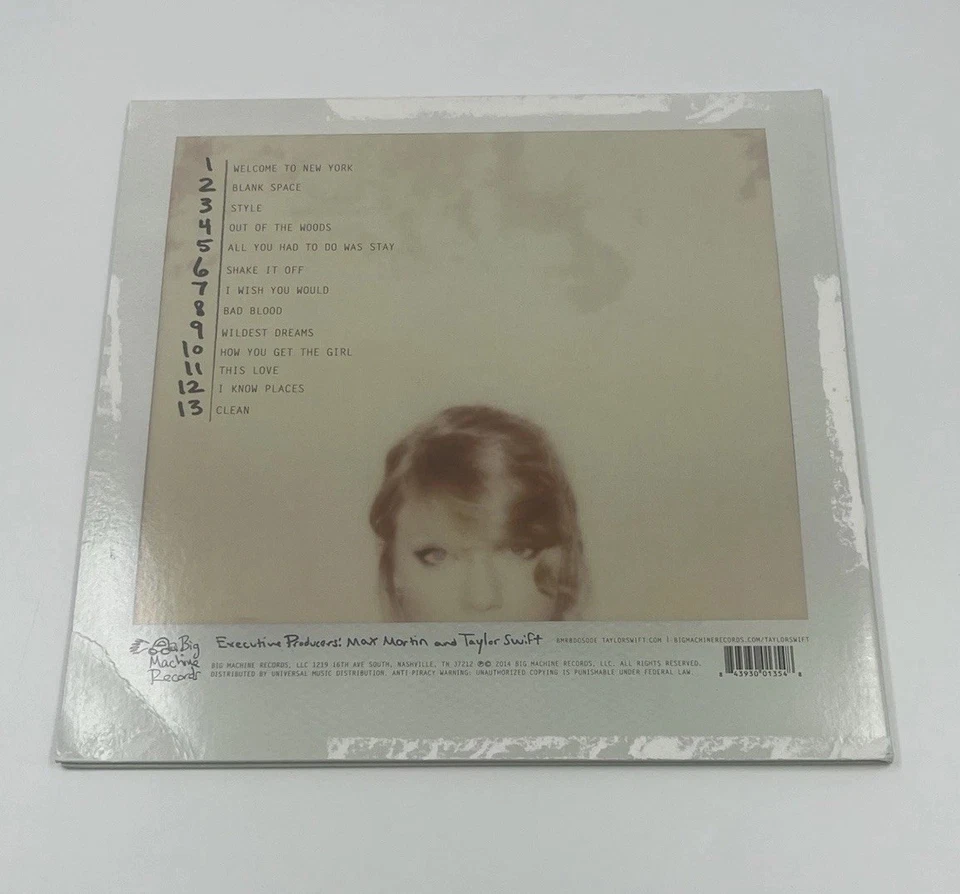 1 WELCOME TO NEW YORK
2 BLANK SPACE
3 STYLE
4 OUT OF THE WOODS
5 ALL YOU HAD TO DO WAS STAY
6 SHAKE IT OFF
7 I WISH YOU WOULD
8 BAD BLOOD
9 WILDEST DREAMS
10 HOW YOU GET THE GIRL
11 THIS LOVE
12 I KNOW PLACES
13 CLEAN
Big
Machine
Records
Executive Producers: Max Martin and Taylor Swift
TAYLORSWIFT.COM | BIGMACHINERECORDS.COM/TAYLORSWIFT
BIG MACHINE RECORDS, LLC 1219 16TH AVE SOUTH, NASHVILLE, TN 37212 ℗© 2014 BIG MACHINE RECORDS, LLC. ALL RIGHTS RESERVED.
DISTRIBUTED BY UNIVERSAL MUSIC DISTRIBUTION. ANTI-PIRACY WARNING: UNAUTHORIZED COPYING IS PUNISHABLE UNDER FEDERAL LAW.
8 43930 01354 8